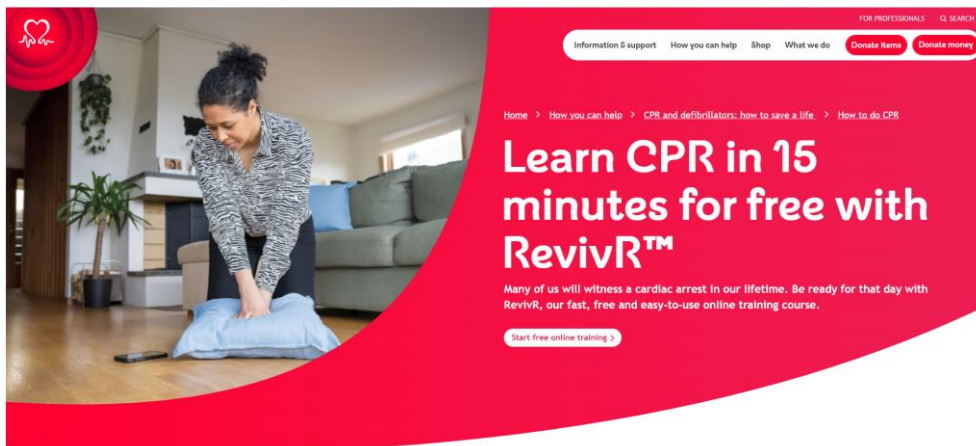 FOR PROFESSIONALS SEARCH
Information & support How you can help Shop What we do Donate items Donate money
Home > How you can help > CPR and defibrillators: how to save a life > How to do CPR
Learn CPR in 15
minutes for free with
RevivR™
Many of us will witness a cardiac arrest in our lifetime. Be ready for that day with
RevivR, our fast, free and easy-to-use online training course.
Start free online training >